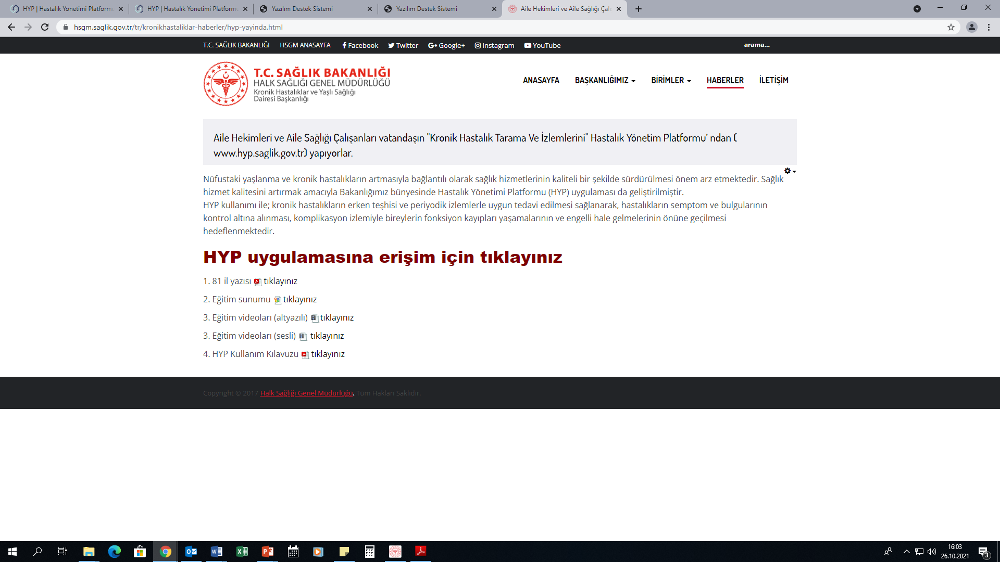 HYP | Hastalık Yönetimi Platformu
HYP | Hastalık Yönetimi Platformu
Yazılım Destek Sistemi
Yazılım Destek Sistemi
Aile Hekimleri ve Aile Sağlığı Çalı
hsgm.saglik.gov.tr/tr/kronikhastaliklar-haberler/hyp-yayinda.html
T.C. SAĞLIK BAKANLIĞI HSGM ANASAYFA Facebook Twitter Google+ Instagram YouTube arama...
T.C. SAĞLIK BAKANLIĞI
HALK SAĞLIĞI GENEL MÜDÜRLÜĞÜ
Kronik Hastalıklar ve Yaşlı Sağlığı
Dairesi Başkanlığı
ANASAYFA BAŞKANLIĞIMIZ BİRİMLER HABERLER İLETİŞİM
Aile Hekimleri ve Aile Sağlığı Çalışanları vatandaşın "Kronik Hastalık Tarama Ve İzlemlerini" Hastalık Yönetim Platformu’ ndan (
www.hyp.saglik.gov.tr) yapıyorlar.
Nüfustaki yaşlanma ve kronik hastalıkların artmasıyla bağlantılı olarak sağlık hizmetlerinin kaliteli bir şekilde sürdürülmesi önem arz etmektedir. Sağlık
hizmet kalitesini artırmak amacıyla Bakanlığımız bünyesinde Hastalık Yönetimi Platformu (HYP) uygulaması da geliştirilmiştir.
HYP kullanımı ile; kronik hastalıkların erken teşhisi ve periyodik izlemlerle uygun tedavi edilmesi sağlanarak, hastalıkların semptom ve bulgularının
kontrol altına alınması, komplikasyon izlemiyle bireylerin fonksiyon kayıpları yaşamalarının ve engelli hale gelmelerinin önüne geçilmesi
hedeflenmektedir.
HYP uygulamasına erişim için tıklayınız
1. 81 il yazısı tıklayınız
2. Eğitim sunumu tıklayınız
3. Eğitim videoları (altyazılı) tıklayınız
3. Eğitim videoları (sesli) tıklayınız
4. HYP Kullanım Kılavuzu tıklayınız
Copyright © 2017 Halk Sağlığı Genel Müdürlüğü. Tüm Hakları Saklıdır.
16:03
26.10.2021
3